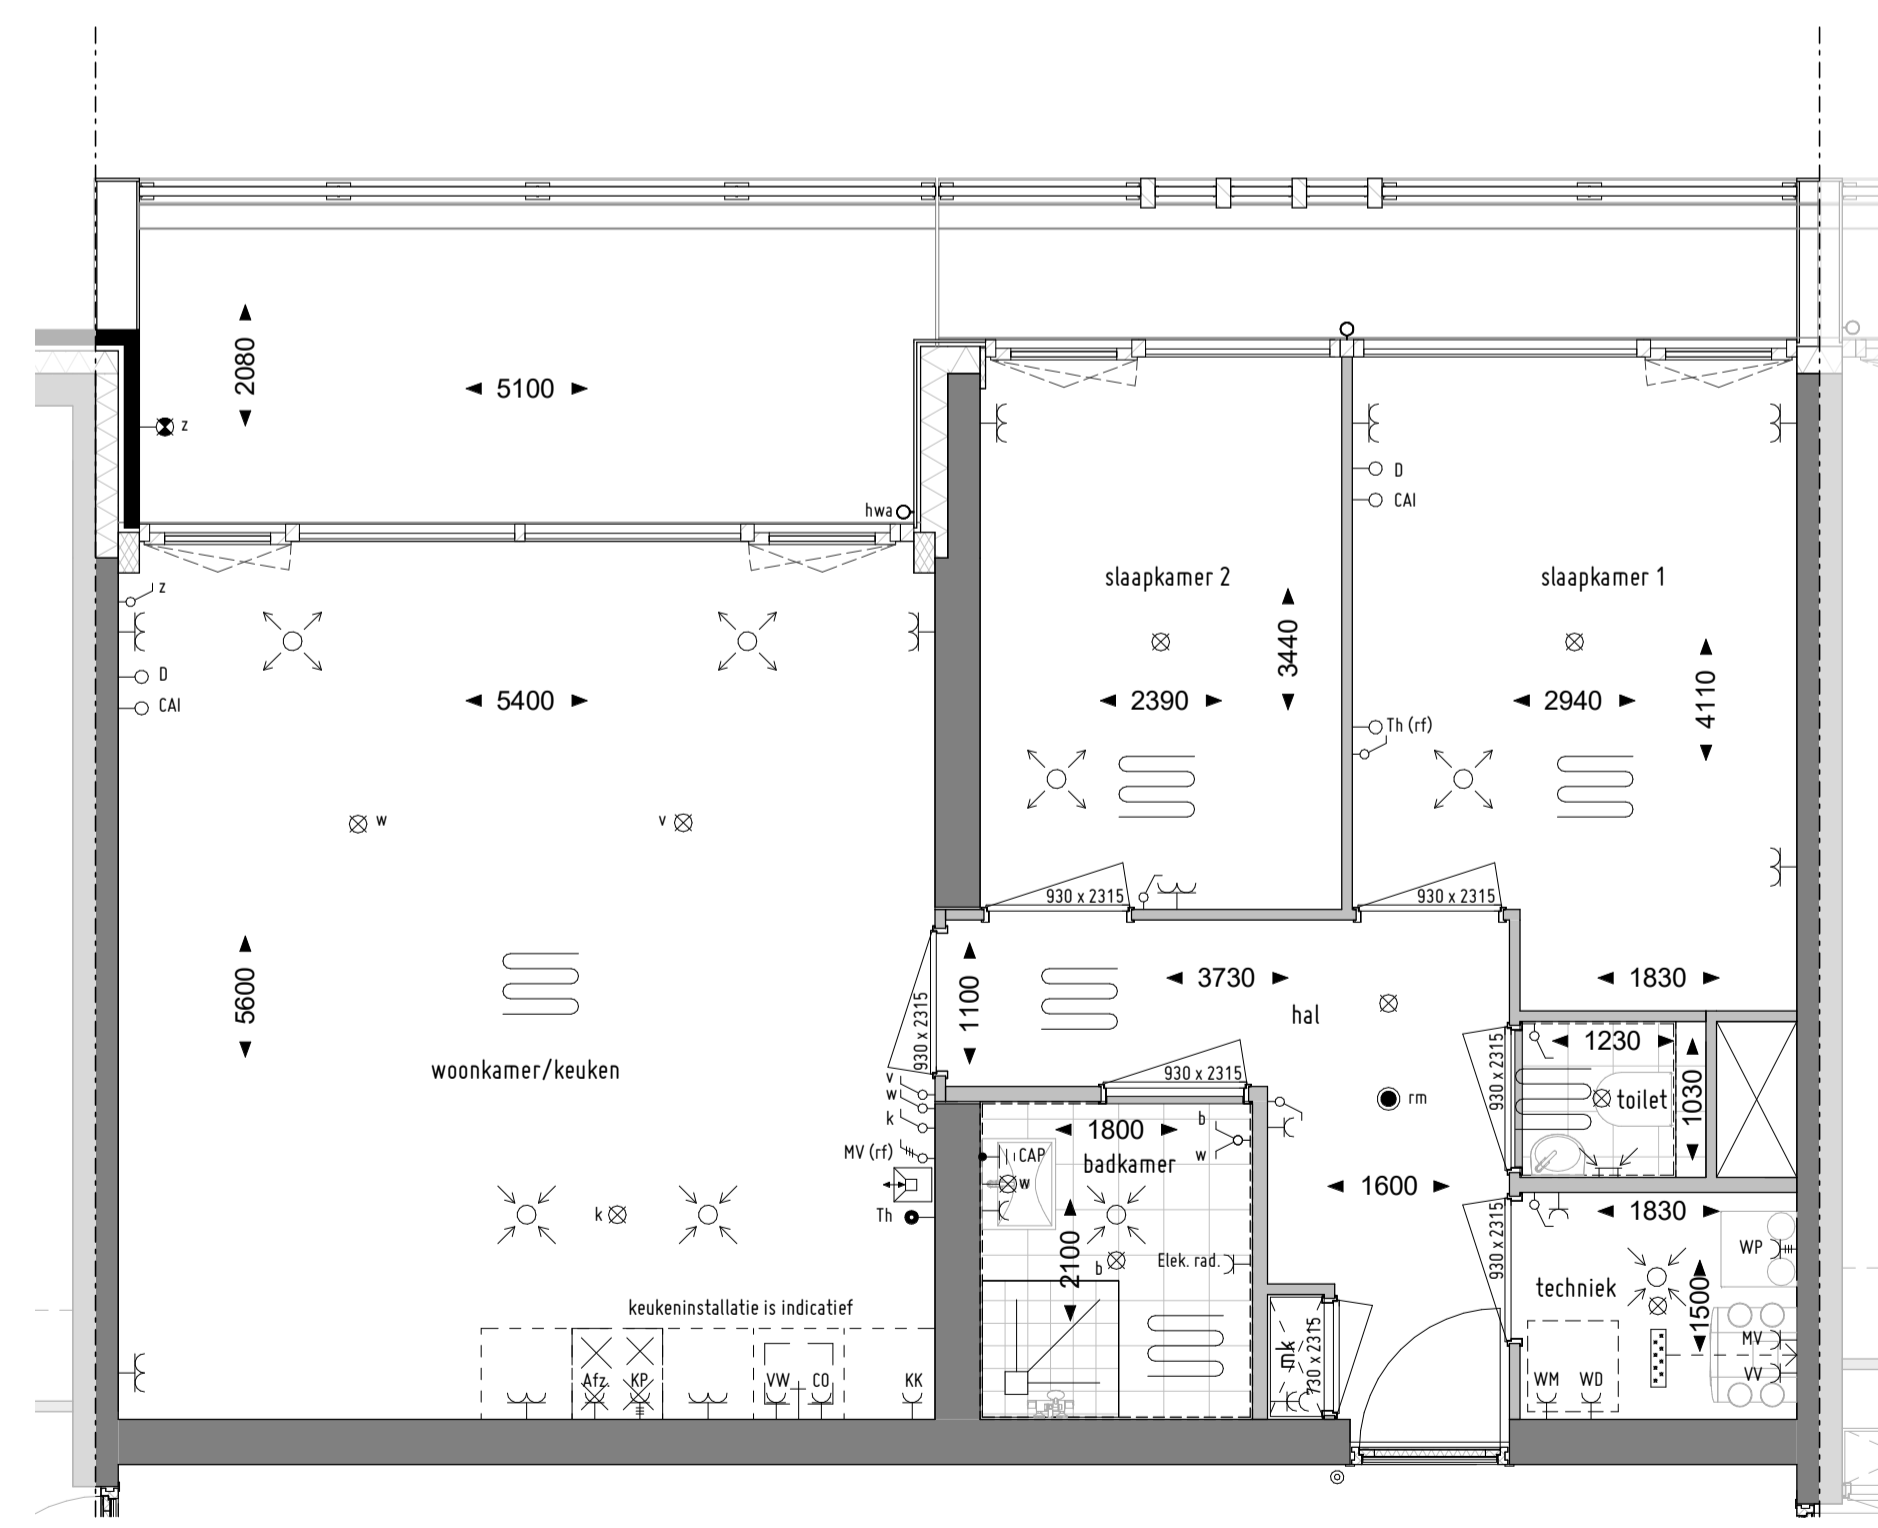 2080
5100
z
hwa
z
D
CAI
5400
w
v
5600
woonkamer/keuken
slaapkamer 2
3440
2390
930 x 2315
D
CAI
slaapkamer 1
4110
2940
Th (rf)
930 x 2315
1830
930 x 2315
1100
3730
hal
930 x 2315
v
w
k
MV (rf)
Th
k
keukeninstallatie is indicatief
Afz.
KP
VW
CO
KK
1800
badkamer
CAP
w
b
w
2100
b
Elek. rad.
rm
1600
mk
730 x 2315
930 x 2315
1230
toilet
1030
930 x 2315
1830
techniek
1500
WP
MV
VV
WM
WD